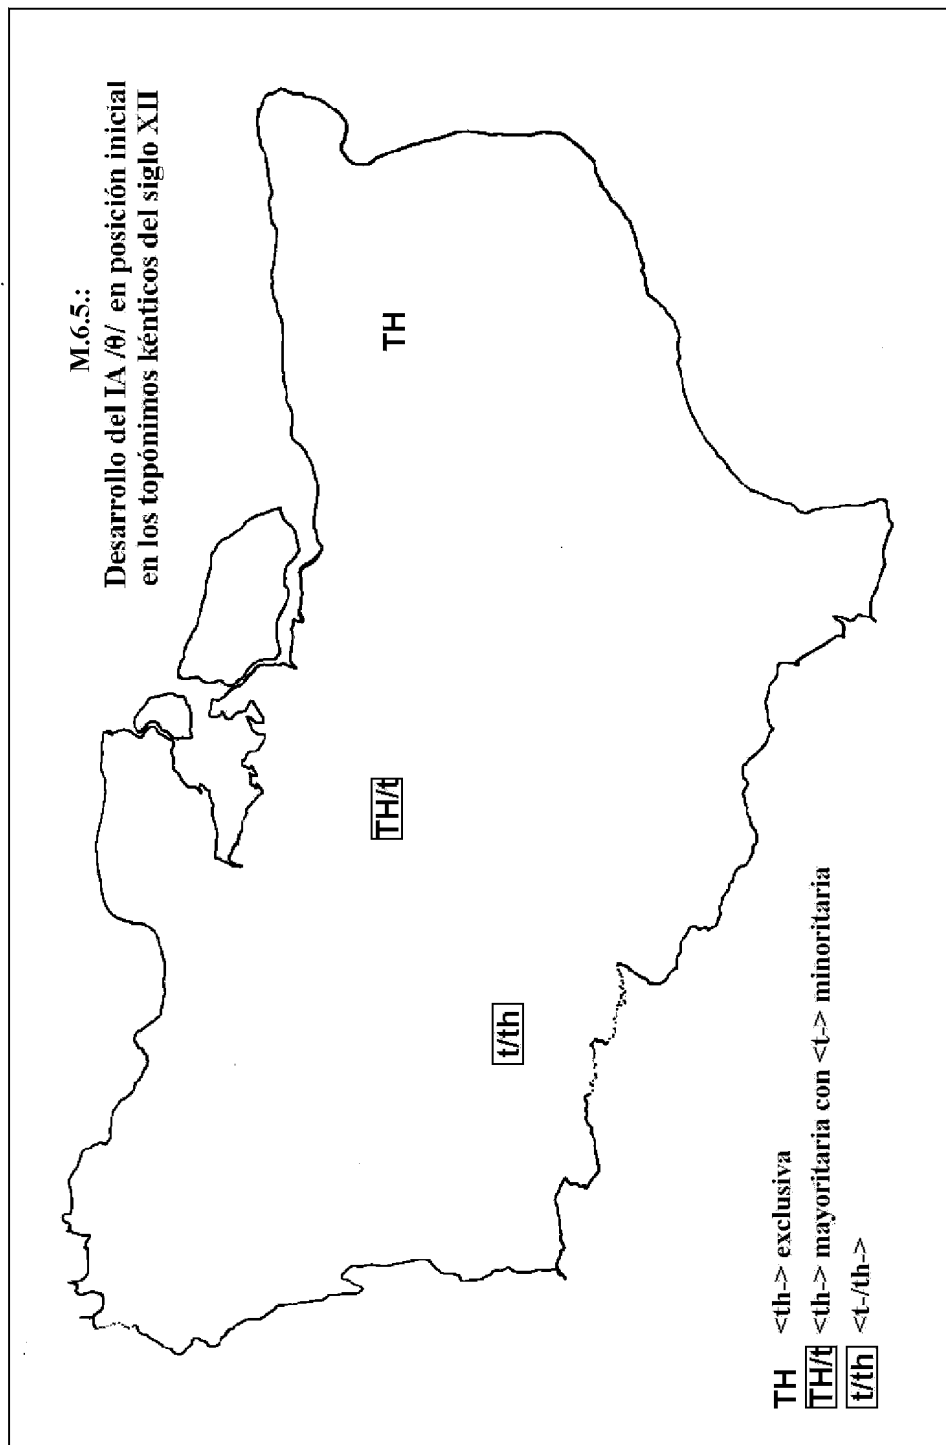 M.6.5.:
Desarrollo del IA /θ/ en posición inicial
en los topónimos kénticos del siglo XII
TH
TH/t
t/th
TH <th-> exclusiva
TH/t <th-> mayoritaria con <t-> minoritaria
t/th <t-/th->